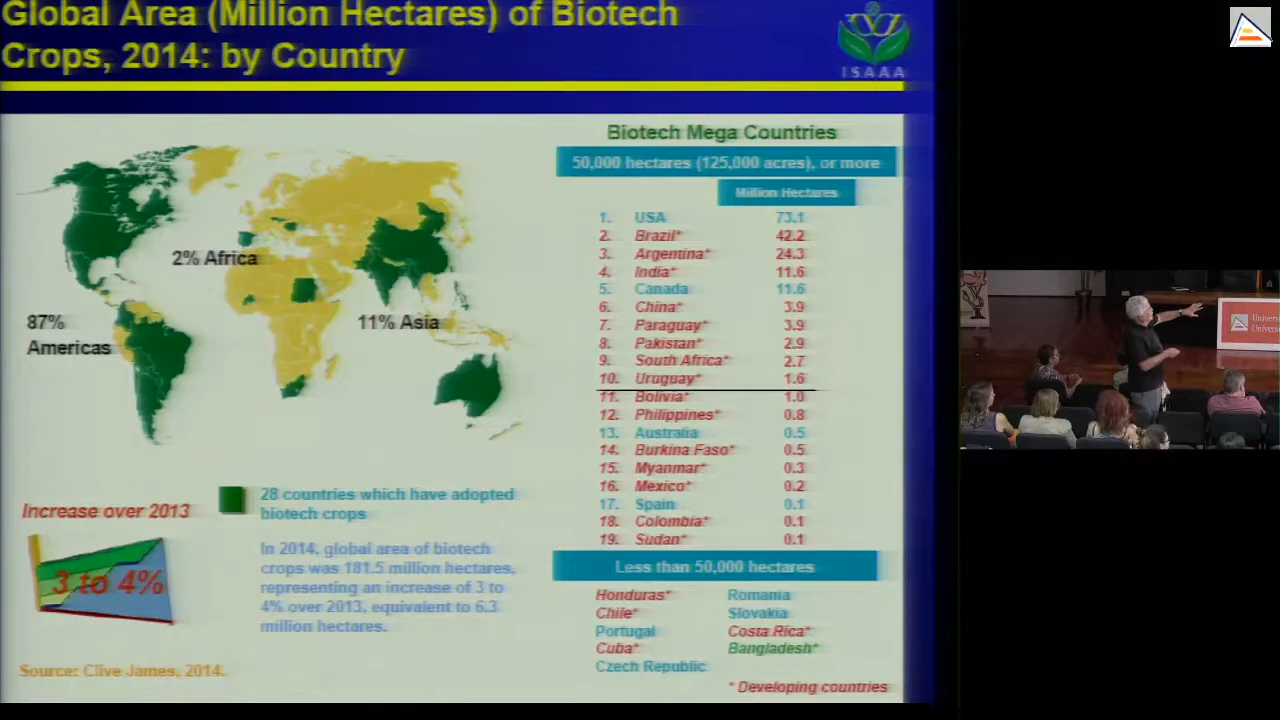 Global Area (Million Hectares) of Biotech
Crops, 2014: by Country
ISAAA
Biotech Mega Countries
50,000 hectares (125,000 acres), or more
Million Hectares
1. USA 73.1
2. Brazil* 42.2
3. Argentina* 24.3
4. India* 11.6
5. Canada 11.6
6. China* 3.9
7. Paraguay* 3.9
8. Pakistan* 2.9
9. South Africa* 2.7
10. Uruguay* 1.6
11. Bolivia* 1.0
12. Philippines* 0.8
13. Australia 0.5
14. Burkina Faso* 0.5
15. Myanmar* 0.3
16. Mexico* 0.2
17. Spain 0.1
18. Colombia* 0.1
19. Sudan* 0.1
Less than 50,000 hectares
Honduras* Romania
Chile* Slovakia
Portugal Costa Rica*
Cuba* Bangladesh*
Czech Republic
* Developing countries
2% Africa
87%
Americas
11% Asia
28 countries which have adopted
biotech crops
Increase over 2013
3 to 4%
In 2014, global area of biotech
crops was 181.5 million hectares,
representing an increase of 3 to
4% over 2013, equivalent to 6.3
million hectares.
Source: Clive James, 2014.